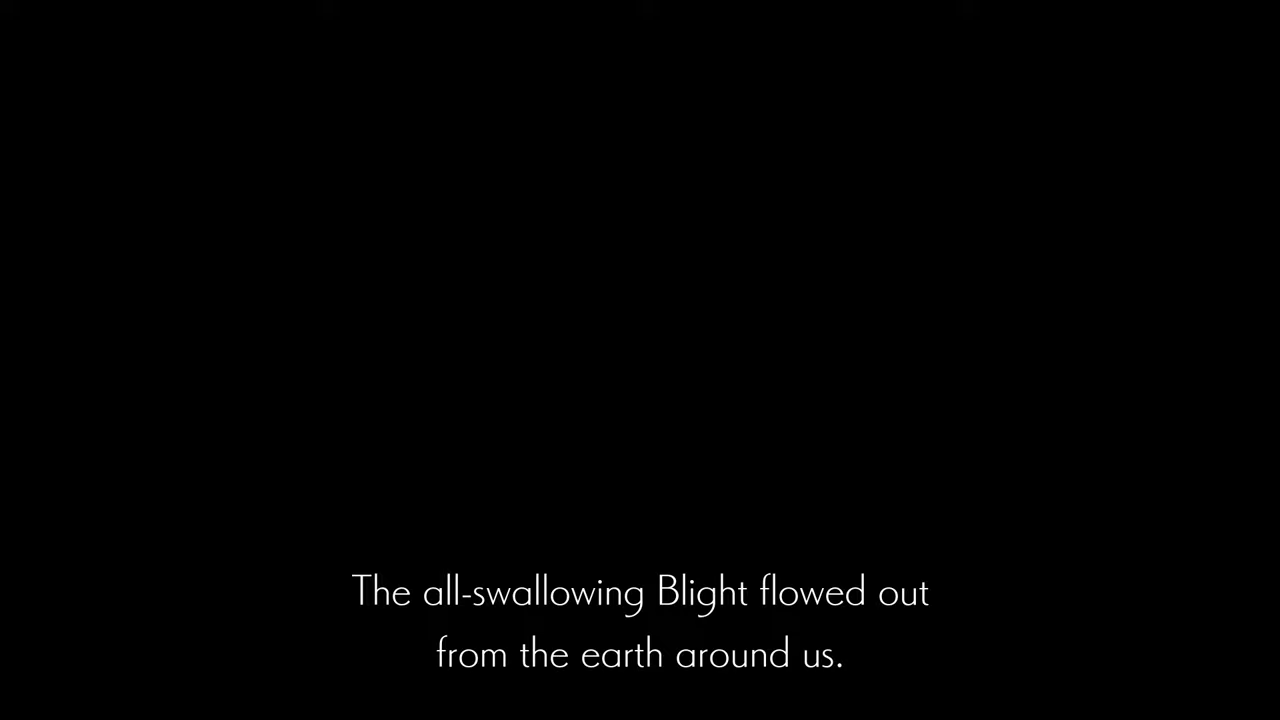 The all-swallowing Blight flowed out
from the earth around us.